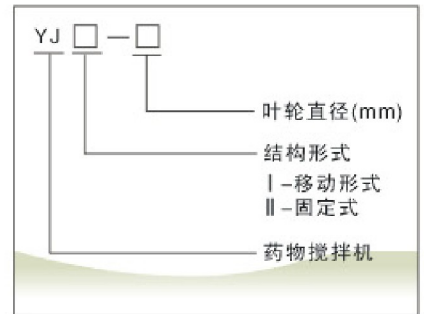 YJ □ — □
叶轮直径(mm)
结构形式
Ⅰ-移动形式
Ⅱ-固定式
药物搅拌机